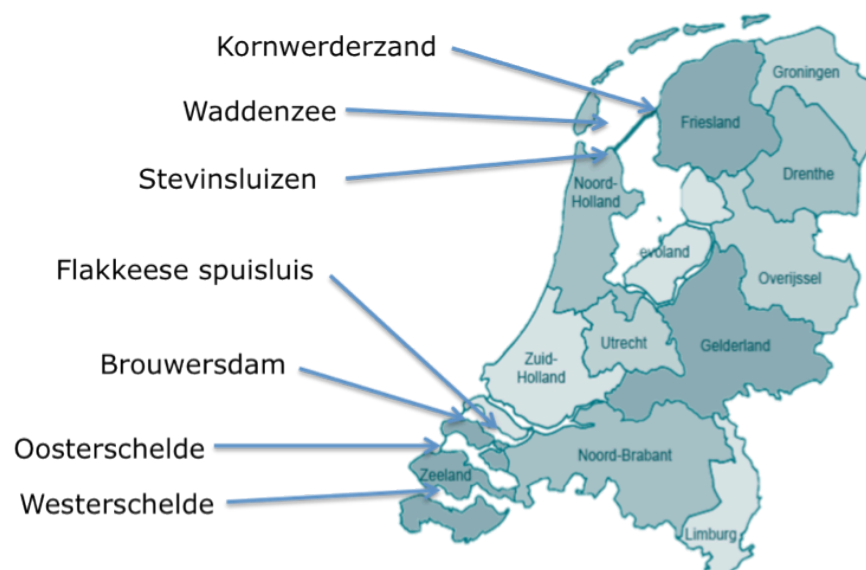 Kornwerderzand
Groningen
Waddenzee
Friesland
Stevinsluizen
Drenthe
Noord-
Holland
evoland
Flakkeese spuisluis
Overijssel
Utrecht
Gelderland
Brouwersdam
Zuid-
Holland
Oosterschelde
Noord-Brabant
Zeeland
Westerschelde
Limburg